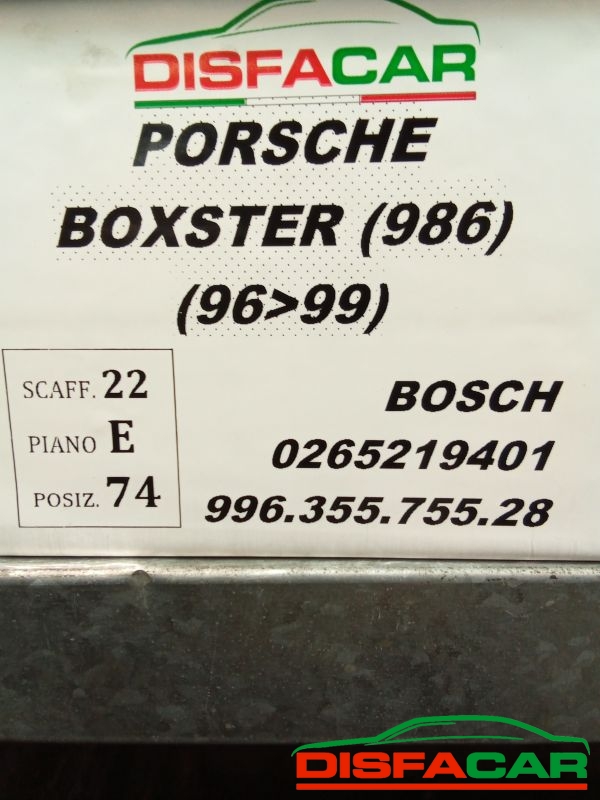 DISFACAR
PORSCHE
BOXSTER (986)
(96>99)
SCAFF. 22
PIANO E
POSIZ. 74
BOSCH
0265219401
996.355.755.28
DISFACAR